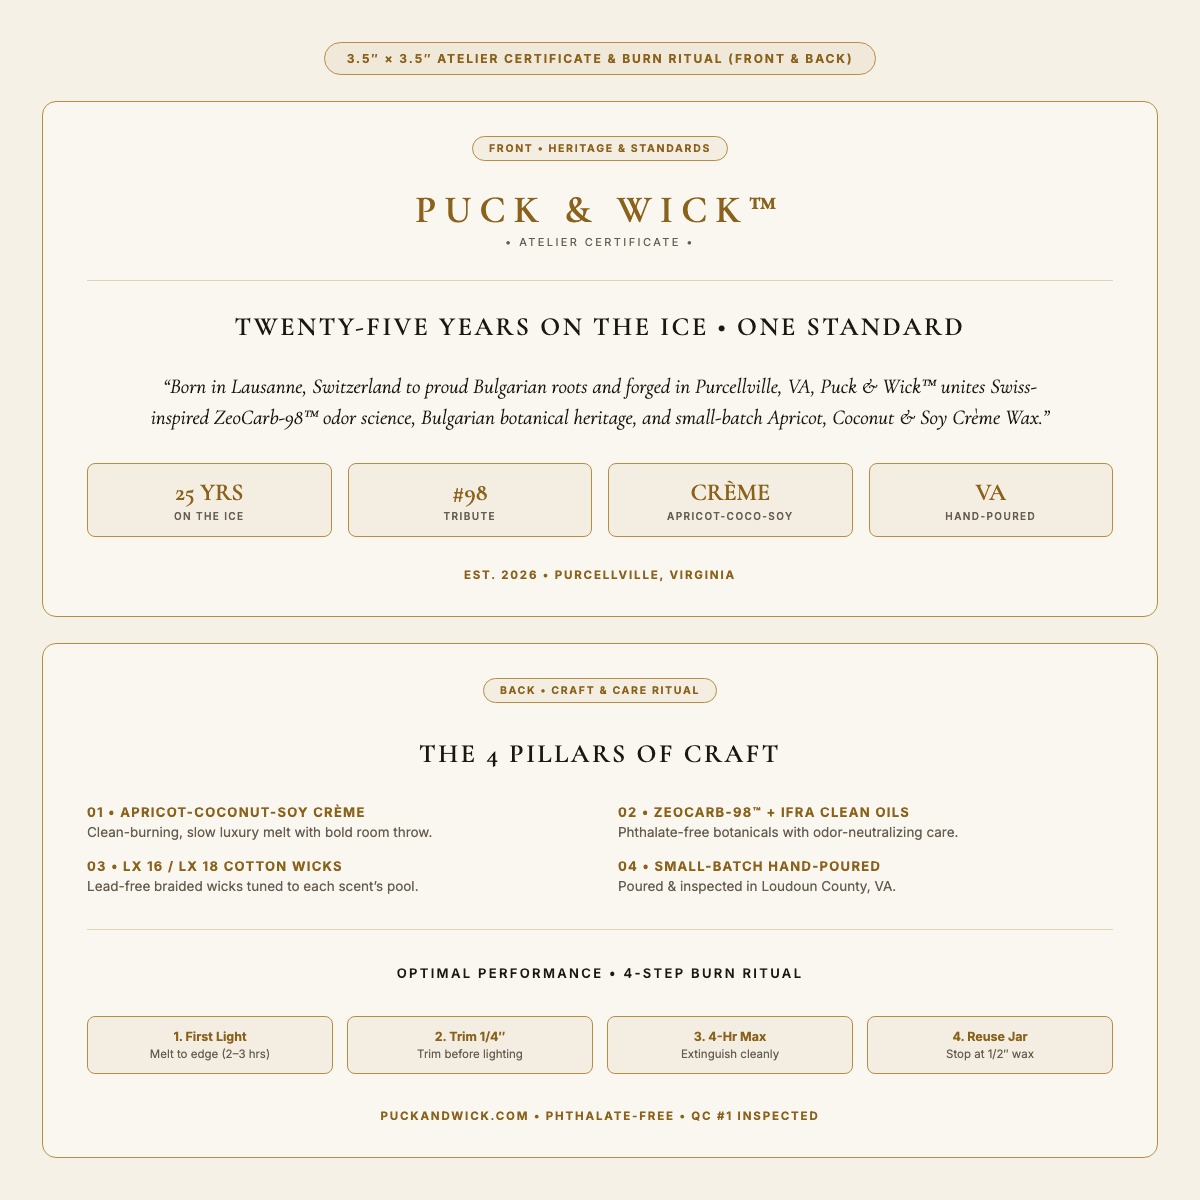 3.5″ × 3.5″ ATELIER CERTIFICATE & BURN RITUAL (FRONT & BACK)
FRONT • HERITAGE & STANDARDS
PUCK & WICK™
• ATELIER CERTIFICATE •
TWENTY-FIVE YEARS ON THE ICE • ONE STANDARD
“Born in Lausanne, Switzerland to proud Bulgarian roots and forged in Purcellville, VA, Puck & Wick™ unites Swiss-
inspired ZeoCarb-98™ odor science, Bulgarian botanical heritage, and small-batch Apricot, Coconut & Soy Crème Wax.”
25 YRS
ON THE ICE
#98
TRIBUTE
CRÈME
APRICOT-COCO-SOY
VA
HAND-POURED
EST. 2026 • PURCELLVILLE, VIRGINIA
BACK • CRAFT & CARE RITUAL
THE 4 PILLARS OF CRAFT
01 • APRICOT-COCONUT-SOY CRÈME
Clean-burning, slow luxury melt with bold room throw.
02 • ZEOCARB-98™ + IFRA CLEAN OILS
Phthalate-free botanicals with odor-neutralizing care.
03 • LX 16 / LX 18 COTTON WICKS
Lead-free braided wicks tuned to each scent’s pool.
04 • SMALL-BATCH HAND-POURED
Poured & inspected in Loudoun County, VA.
OPTIMAL PERFORMANCE • 4-STEP BURN RITUAL
1. First Light
Melt to edge (2–3 hrs)
2. Trim 1/4″
Trim before lighting
3. 4-Hr Max
Extinguish cleanly
4. Reuse Jar
Stop at 1/2″ wax
PUCKANDWICK.COM • PHTHALATE-FREE • QC #1 INSPECTED